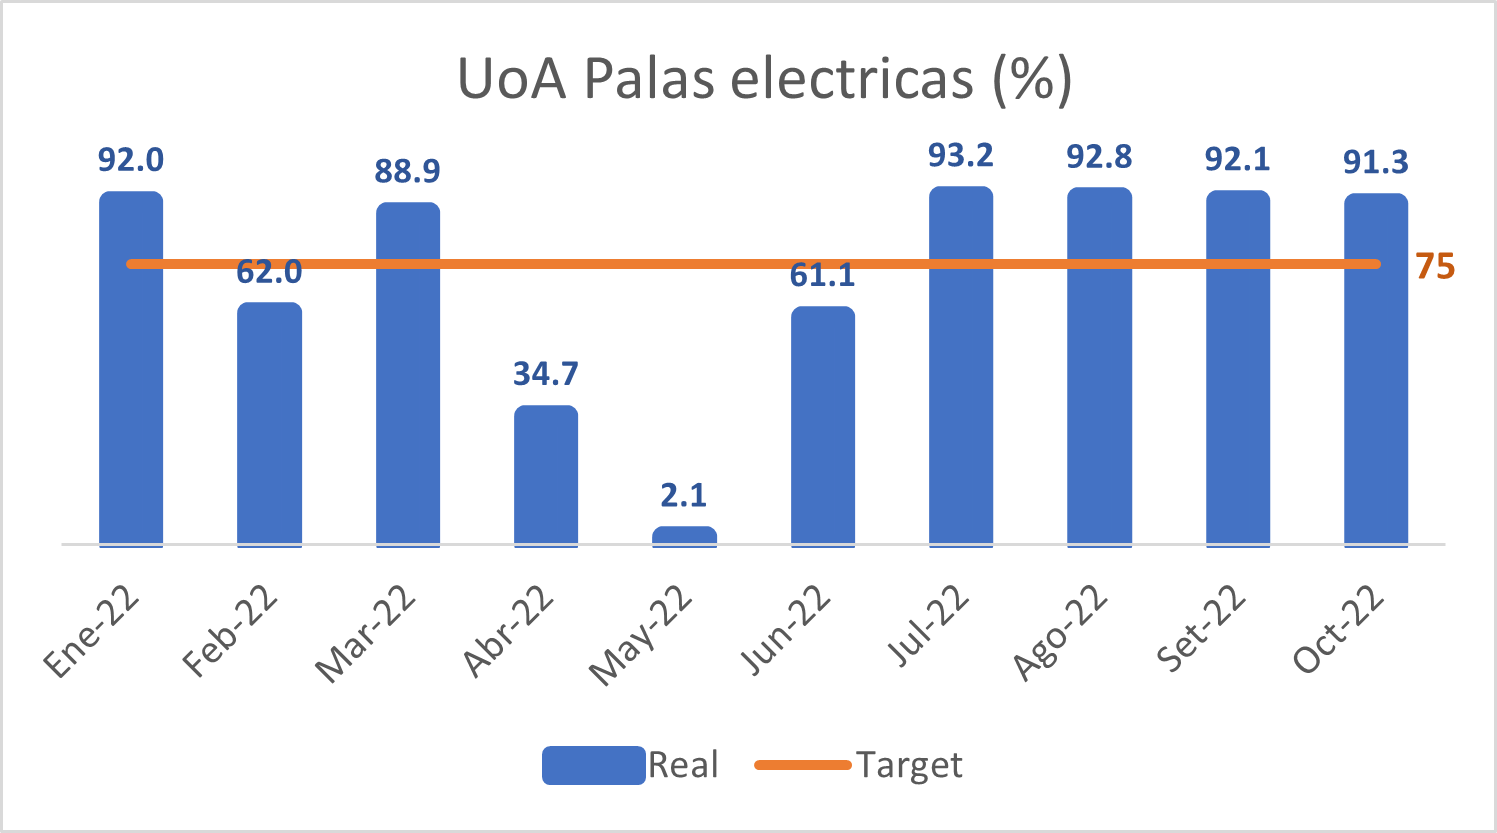 UoA Palas electricas (%)
92.0
62.0
88.9
34.7
2.1
61.1
93.2
92.8
92.1
91.3
75
Ene-22
Feb-22
Mar-22
Abr-22
May-22
Jun-22
Jul-22
Ago-22
Set-22
Oct-22
Real
Target